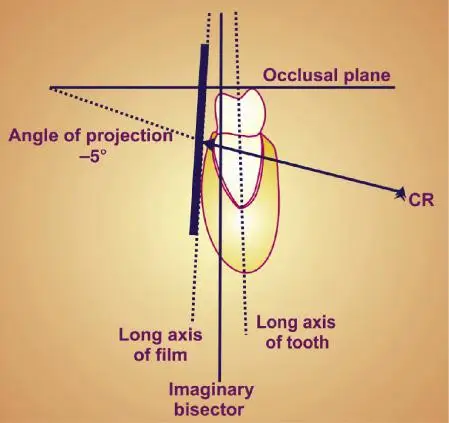 Occlusal plane
Angle of projection
–5°
CR
Long axis
of film
Long axis
of tooth
Imaginary
bisector